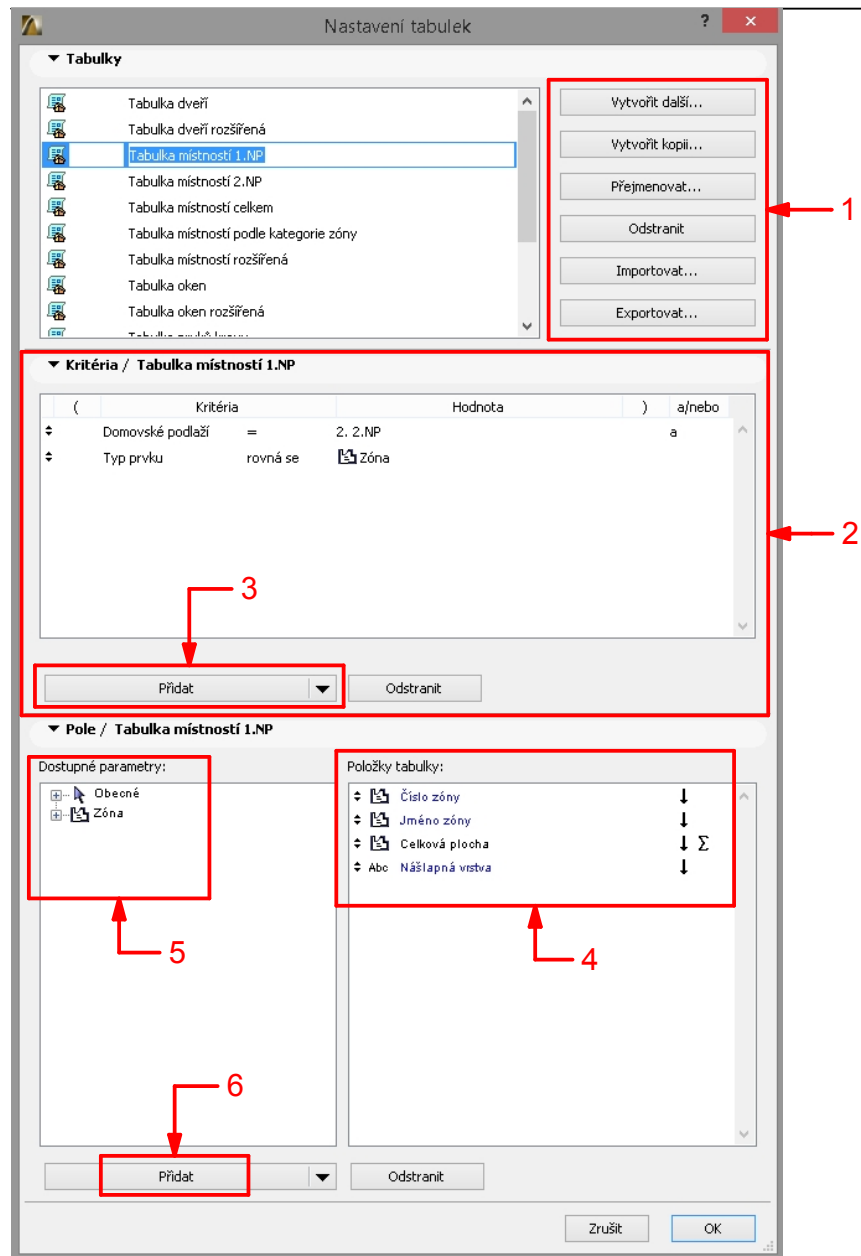 Nastavení tabulek ?
Tabulky
Tabulka dveří
Tabulka dveří rozšířená
Tabulka místností 1.NP
Tabulka místností 2.NP
Tabulka místností celkem
Tabulka místností podle kategorie zóny
Tabulka místností rozšířená
Tabulka oken
Tabulka oken rozšířená
Vytvořit další...
Vytvořit kopii...
Přejmenovat...
Odstranit
Importovat...
Exportovat...
1
Kritéria / Tabulka místností 1.NP
( Kritéria Hodnota ) a/nebo
Domovské podlaží = 2. 2.NP a
Typ prvku rovná se Zóna
2
3
Přidat Odstranit
Pole / Tabulka místností 1.NP
Dostupné parametry:
Obecné
Zóna
5
Položky tabulky:
Číslo zóny
Jméno zóny
Celková plocha Σ
Abc Nášlapná vrstva
4
6
Přidat Odstranit
Zrušit OK